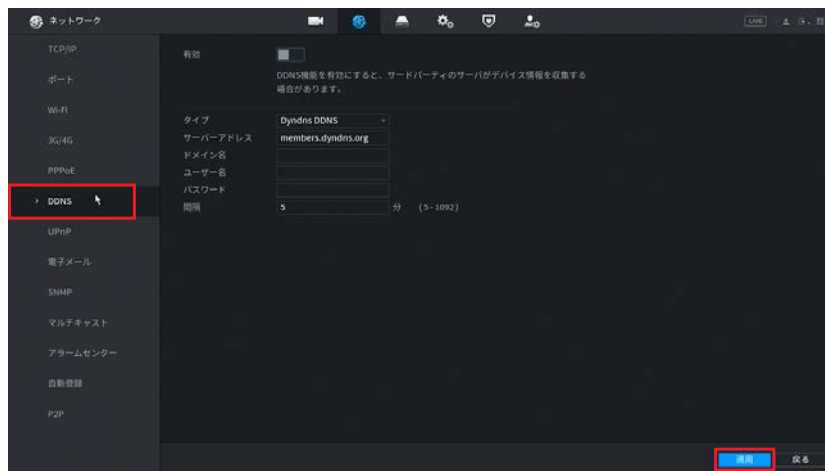 ネットワーク
LIVE
TCP/IP
ポート
Wi-Fi
3G/4G
PPPoE
DDNS
UPnP
電子メール
SNMP
マルチキャスト
アラームセンター
自動登録
P2P
有効
DDNS機能を有効にすると、サードパーティのサーバがデバイス情報を収集する
場合があります。
タイプ Dyndns DDNS
サーバーアドレス members.dyndns.org
ドメイン名
ユーザー名
パスワード
間隔 5 分 (5-1092)
適用 戻る